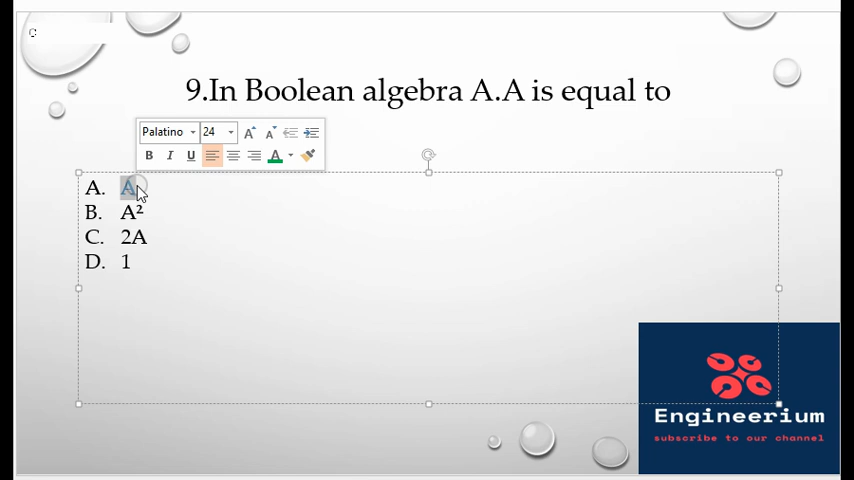 C
9.In Boolean algebra A.A is equal to
Palatino 24 A A
B I U A
A. A
B. A²
C. 2A
D. 1
Engineerium
subscribe to our channel